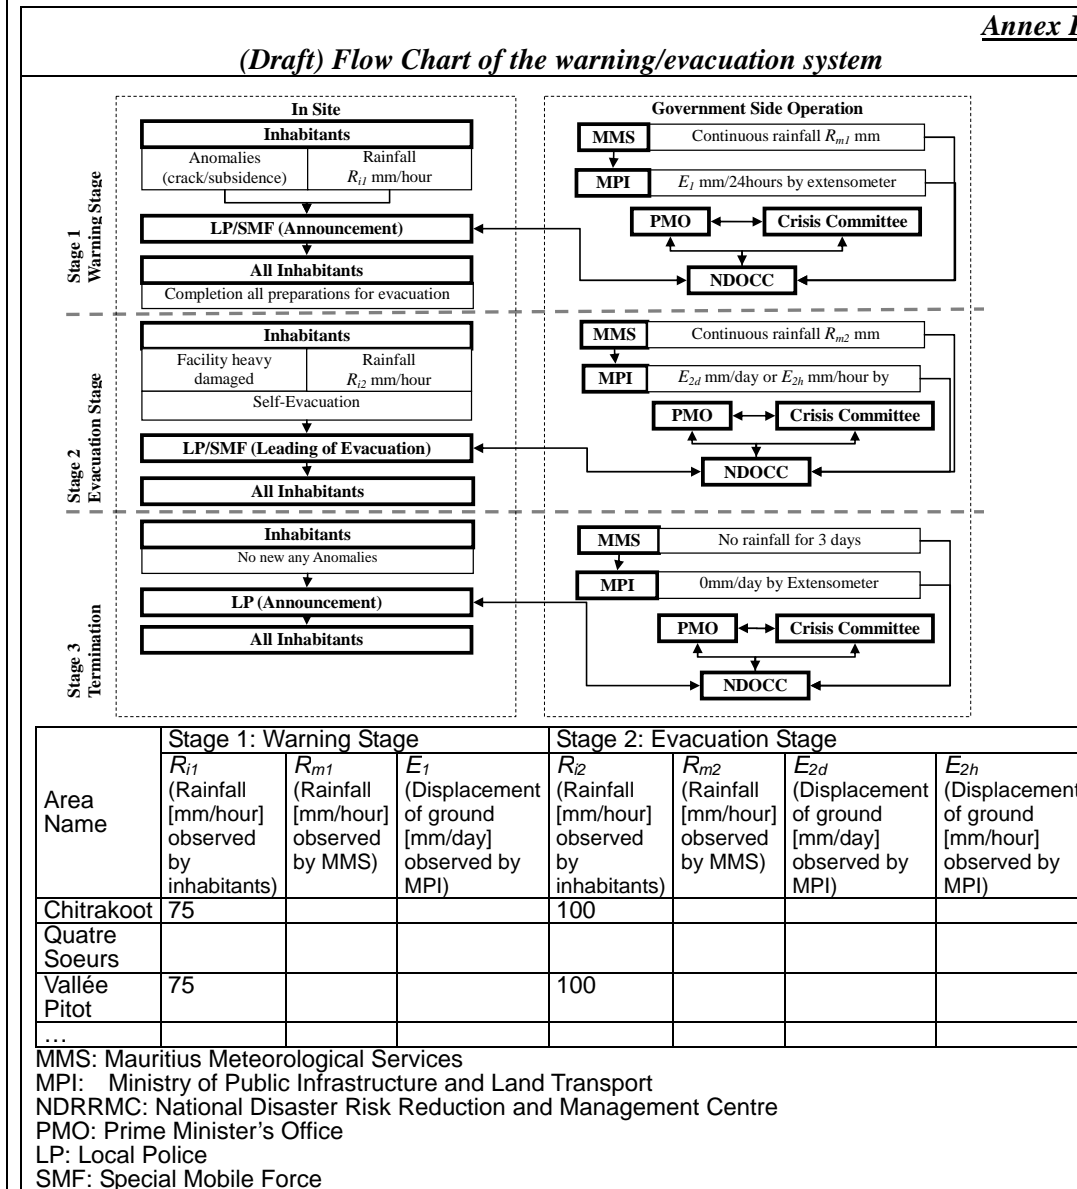 Annex I
(Draft) Flow Chart of the warning/evacuation system
In Site
Inhabitants
Anomalies
(crack/subsidence)
Rainfall
Ri1 mm/hour
LP/SMF (Announcement)
All Inhabitants
Completion all preparations for evacuation
Stage 1
Warning Stage
Government Side Operation
MMS
Continuous rainfall Rm1 mm
MPI
E1 mm/24hours by extensometer
PMO
Crisis Committee
NDOCC
Inhabitants
Facility heavy
damaged
Rainfall
Ri2 mm/hour
Self-Evacuation
LP/SMF (Leading of Evacuation)
All Inhabitants
Stage 2
Evacuation Stage
MMS
Continuous rainfall Rm2 mm
MPI
E2d mm/day or E2h mm/hour by
PMO
Crisis Committee
NDOCC
Inhabitants
No new any Anomalies
LP (Announcement)
All Inhabitants
Stage 3
Termination
MMS
No rainfall for 3 days
MPI
0mm/day by Extensometer
PMO
Crisis Committee
NDOCC
Area
Name
Stage 1: Warning Stage
Stage 2: Evacuation Stage
Ri1
(Rainfall
[mm/hour]
observed
by
inhabitants)
Rm1
(Rainfall
[mm/hour]
observed
by MMS)
E1
(Displacement
of ground
[mm/day]
observed by
MPI)
Ri2
(Rainfall
[mm/hour]
observed
by
inhabitants)
Rm2
(Rainfall
[mm/hour]
observed
by MMS)
E2d
(Displacement
of ground
[mm/day]
observed by
MPI)
E2h
(Displacement
of ground
[mm/hour]
observed by
MPI)
Chitrakoot 75 100
Quatre
Soeurs
Vallée
Pitot
75 100
…
MMS: Mauritius Meteorological Services
MPI: Ministry of Public Infrastructure and Land Transport
NDRRMC: National Disaster Risk Reduction and Management Centre
PMO: Prime Minister's Office
LP: Local Police
SMF: Special Mobile Force